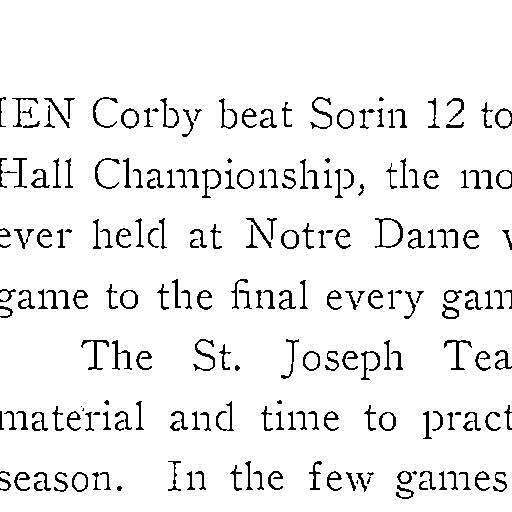 IEN Corby beat Sorin 12 to
Hall Championship, the mo
ever held at Notre Dame w
game to the final every gam
The St. Joseph Tea
material and time to pract
season. In the few games